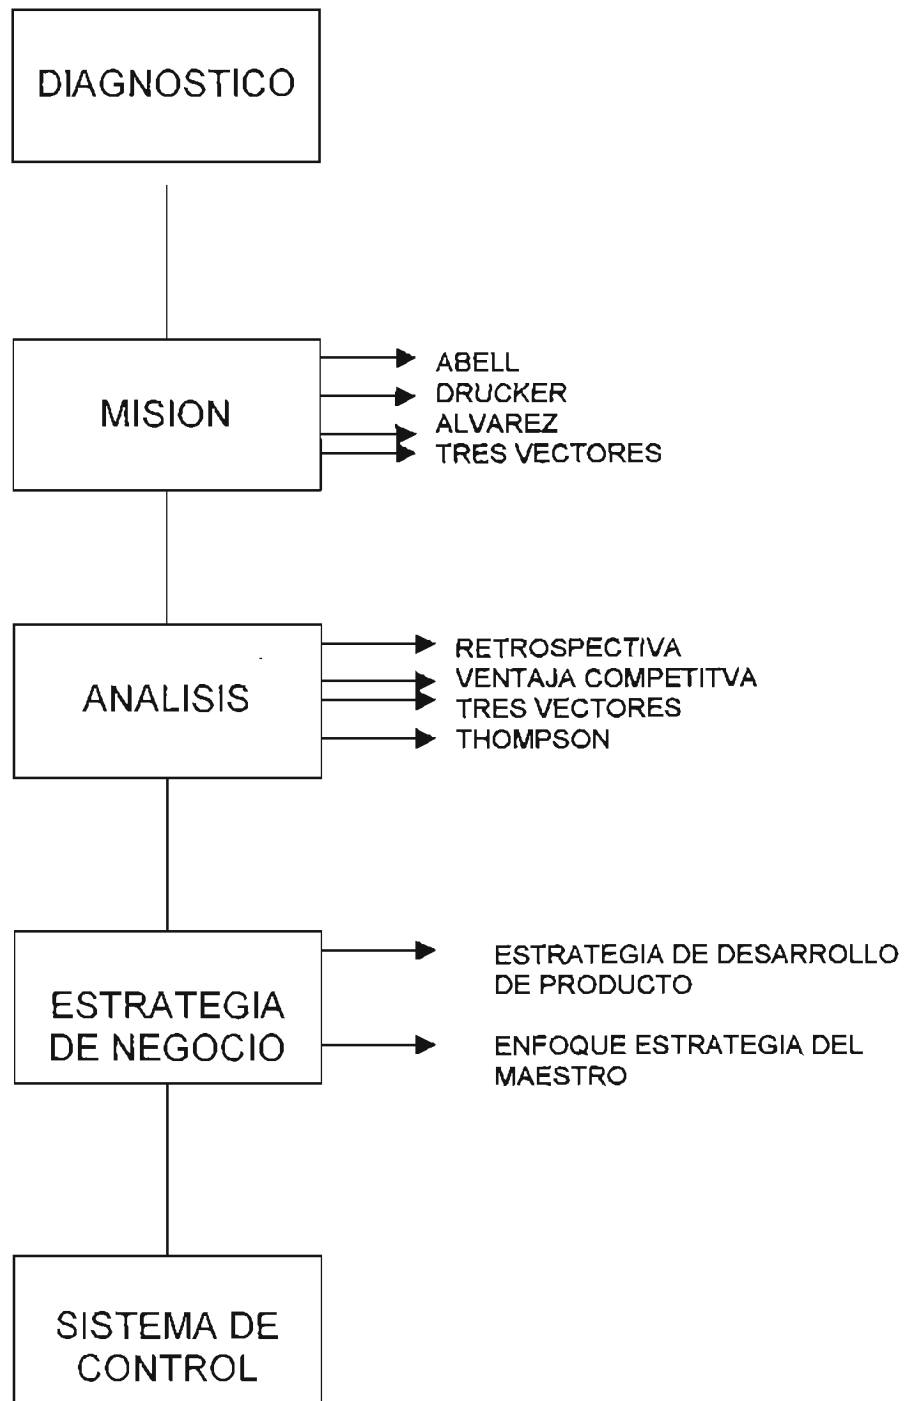 DIAGNOSTICO
MISION
ABELL
DRUCKER
ALVAREZ
TRES VECTORES
ANALISIS
RETROSPECTIVA
VENTAJA COMPETITVA
TRES VECTORES
THOMPSON
ESTRATEGIA
DE NEGOCIO
ESTRATEGIA DE DESARROLLO
DE PRODUCTO
ENFOQUE ESTRATEGIA DEL
MAESTRO
SISTEMA DE
CONTROL